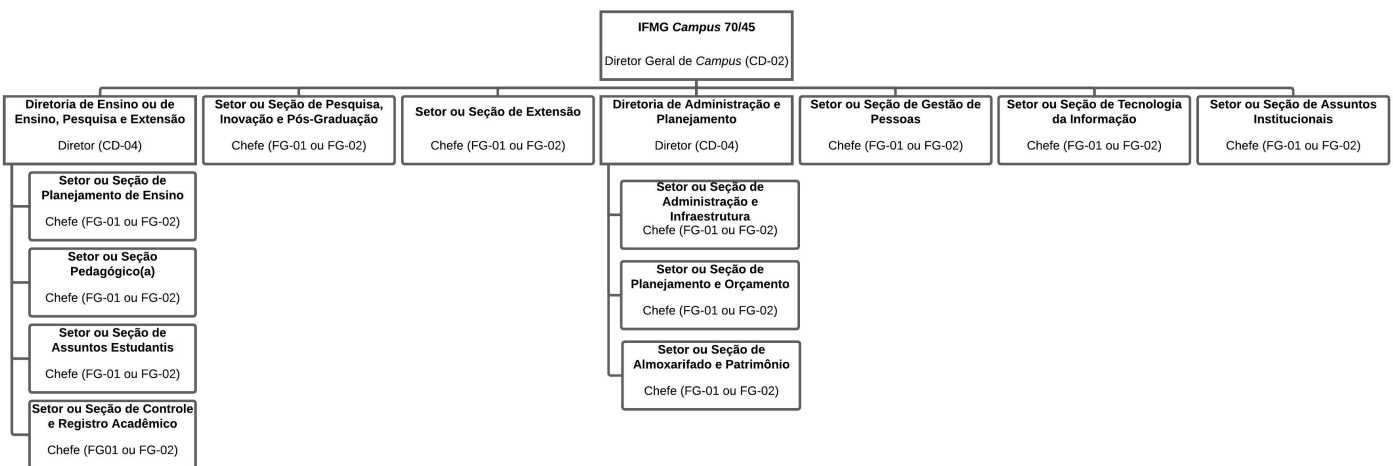 IFMG Campus 70/45
Diretor Geral de Campus (CD-02)
Diretoria de Ensino ou de
Ensino, Pesquisa e Extensão
Diretor (CD-04)
Setor ou Seção de Pesquisa,
Inovação e Pós-Graduação
Chefe (FG-01 ou FG-02)
Setor ou Seção de Extensão
Chefe (FG-01 ou FG-02)
Diretoria de Administração e
Planejamento
Diretor (CD-04)
Setor ou Seção de Gestão de
Pessoas
Chefe (FG-01 ou FG-02)
Setor ou Seção de Tecnologia
da Informação
Chefe (FG-01 ou FG-02)
Setor ou Seção de Assuntos
Institucionais
Chefe (FG-01 ou FG-02)
Setor ou Seção de
Planejamento de Ensino
Chefe (FG-01 ou FG-02)
Setor ou Seção
Pedagógico(a)
Chefe (FG-01 ou FG-02)
Setor ou Seção de
Assuntos Estudantis
Chefe (FG-01 ou FG-02)
Setor ou Seção de Controle
e Registro Acadêmico
Chefe (FG01 ou FG-02)
Setor ou Seção de
Administração e
Infraestrutura
Chefe (FG-01 ou FG-02)
Setor ou Seção de
Planejamento e Orçamento
Chefe (FG-01 ou FG-02)
Setor ou Seção de
Almoxarifado e Patrimônio
Chefe (FG-01 ou FG-02)